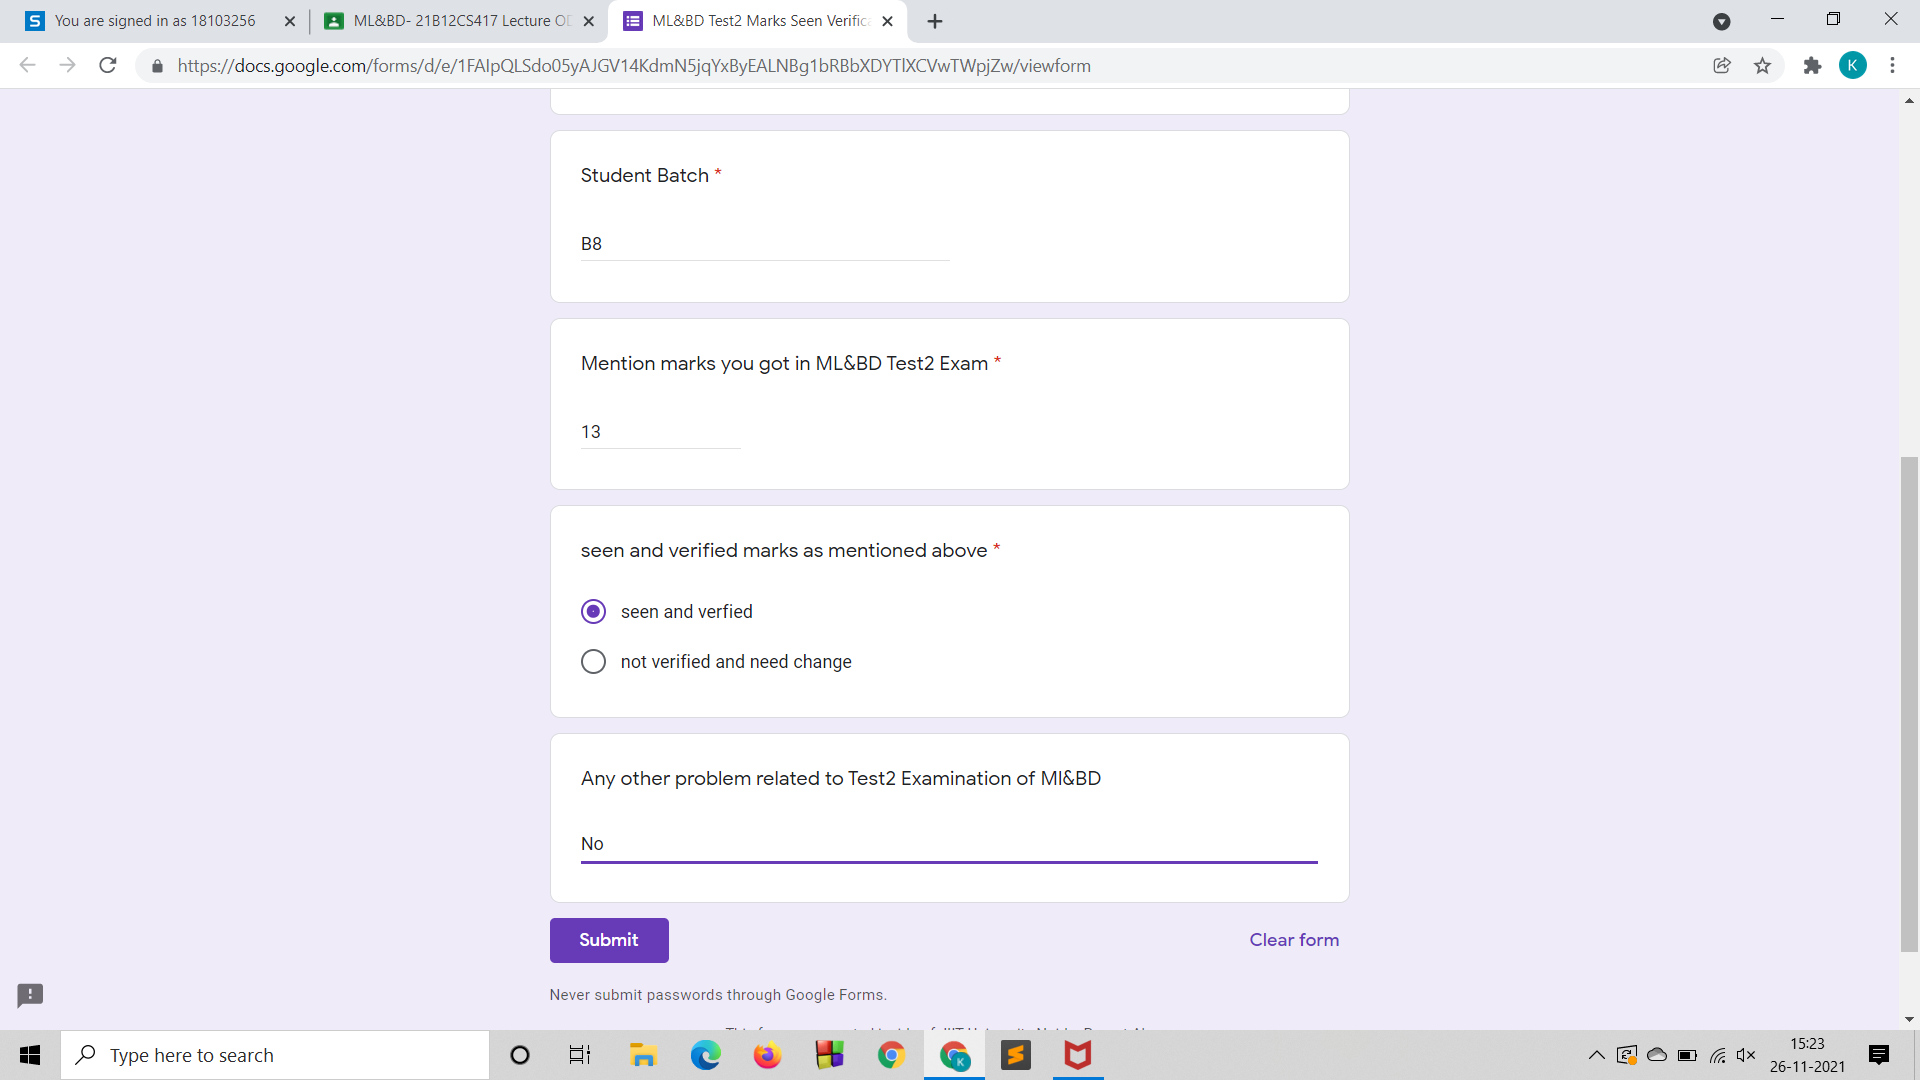 You are signed in as 18103256
ML&BD- 21B12CS417 Lecture OD
ML&BD Test2 Marks Seen Verific
https://docs.google.com/forms/d/e/1FAIpQLSdo05yAJGV14KdmN5jqYxByEALNBg1bRBbXDYTlXCVwTWpjZw/viewform
K
Student Batch *
B8
Mention marks you got in ML&BD Test2 Exam *
13
seen and verified marks as mentioned above *
seen and verfied
not verified and need change
Any other problem related to Test2 Examination of Ml&BD
No
Submit
Clear form
Never submit passwords through Google Forms.
Type here to search
15:23
26-11-2021